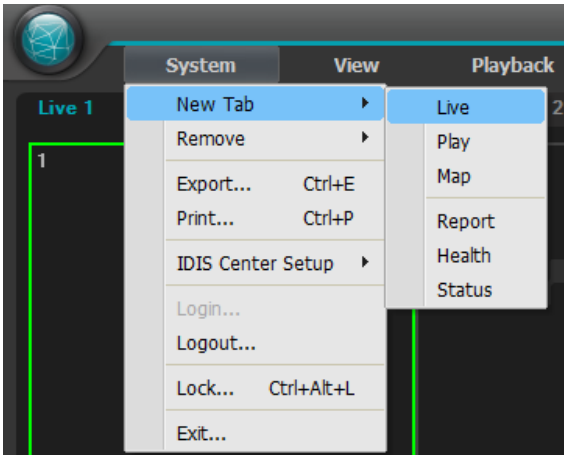 System View Playback
Live 1
2
1
New Tab
Remove
Export... Ctrl+E
Print... Ctrl+P
IDIS Center Setup
Login...
Logout...
Lock... Ctrl+Alt+L
Exit...
Live
Play
Map
Report
Health
Status